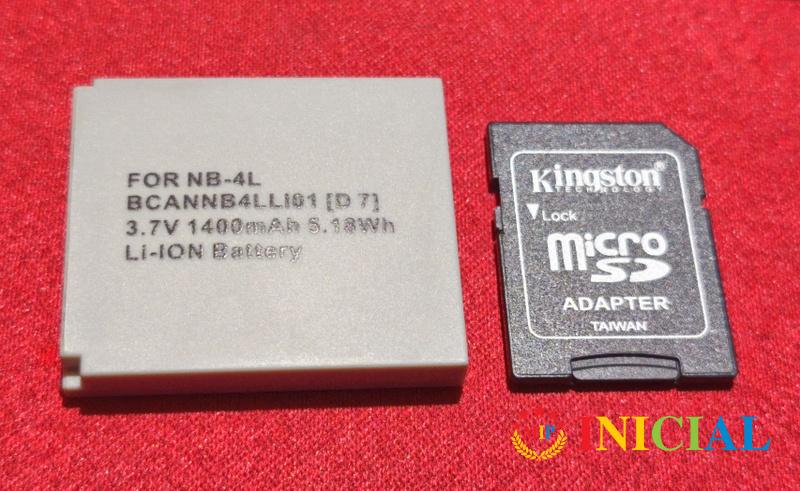 FOR NB-4L
BCANNB4LLI01 [D 7]
3.7V 1400mAh 5.18Wh
Li-ION Battery
Kingston
TECHNOLOGY
Lock
micro
SD
ADAPTER
TAIWAN
IP
INICIAL